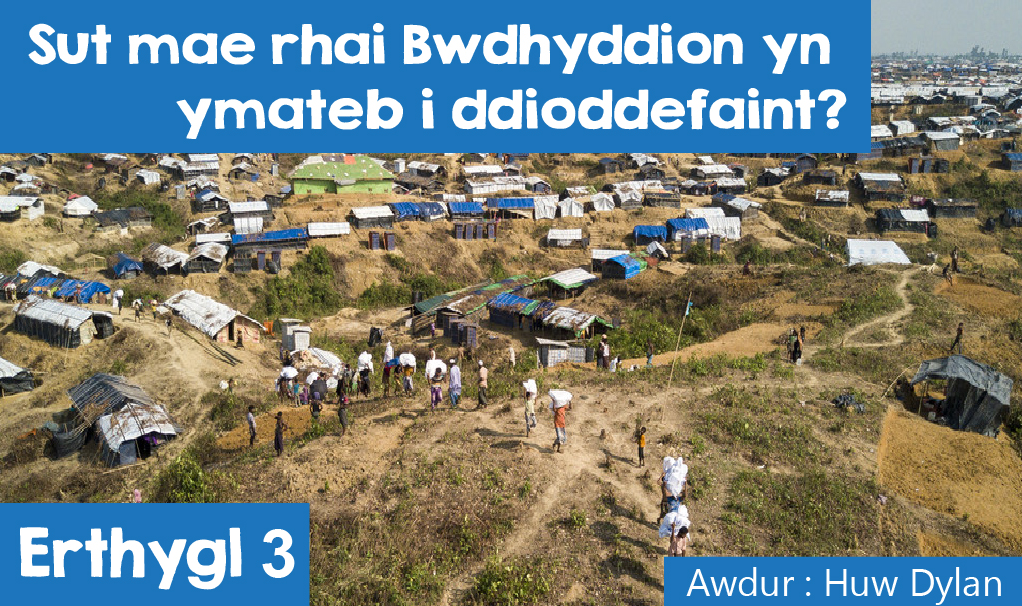 Sut mae rhai Bwdhyddion yn
ymateb i ddioddefaint?
Erthygl 3
Awdur : Huw Dylan